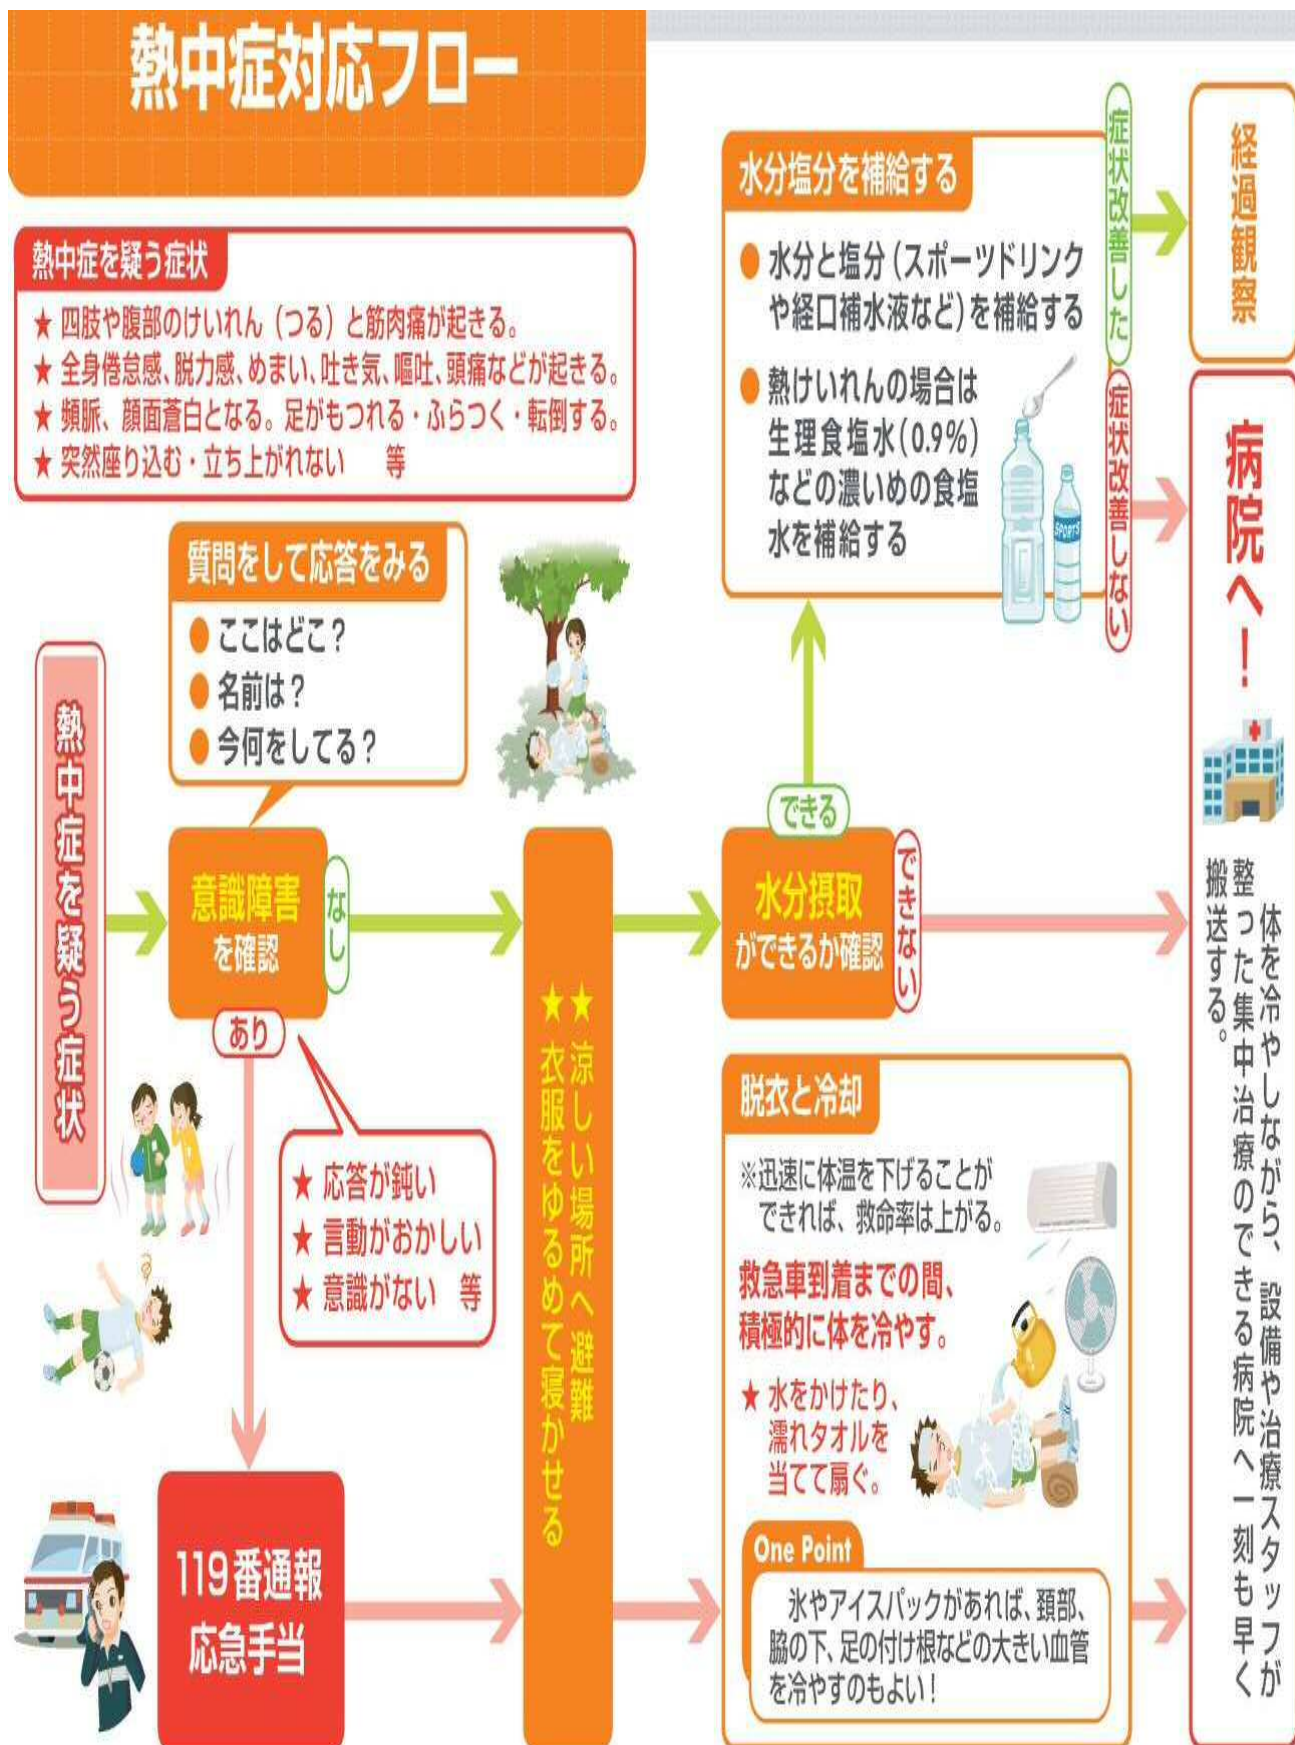 熱中症対応フロー
熱中症を疑う症状
★ 四肢や腹部のけいれん（つる）と筋肉痛が起きる。
★ 全身倦怠感、脱力感、めまい、吐き気、嘔吐、頭痛などが起きる。
★ 頻脈、顔面蒼白となる。足がもつれる・ふらつく・転倒する。
★ 突然座り込む・立ち上がれない　等
熱中症を疑う症状
質問をして応答をみる
● ここはどこ？
● 名前は？
● 今何をしてる？
意識障害
を確認
なし
あり
★ 応答が鈍い
★ 言動がおかしい
★ 意識がない　等
119番通報
応急手当
★ 涼しい場所へ避難
★ 衣服をゆるめて寝かせる
水分摂取
ができるか確認
できる
できない
水分塩分を補給する
● 水分と塩分（スポーツドリンク
や経口補水液など）を補給する
● 熱けいれんの場合は
生理食塩水（0.9％）
などの濃いめの食塩
水を補給する
SPORTS
症状改善した
症状改善しない
経過観察
脱衣と冷却
※迅速に体温を下げることが
できれば、救命率は上がる。
救急車到着までの間、
積極的に体を冷やす。
★ 水をかけたり、
濡れタオルを
当てて扇ぐ。
One Point
氷やアイスパックがあれば、頚部、
脇の下、足の付け根などの大きい血管
を冷やすのもよい！
病院へ！
体を冷やしながら、設備や治療スタッフが
整った集中治療のできる病院へ一刻も早く
搬送する。